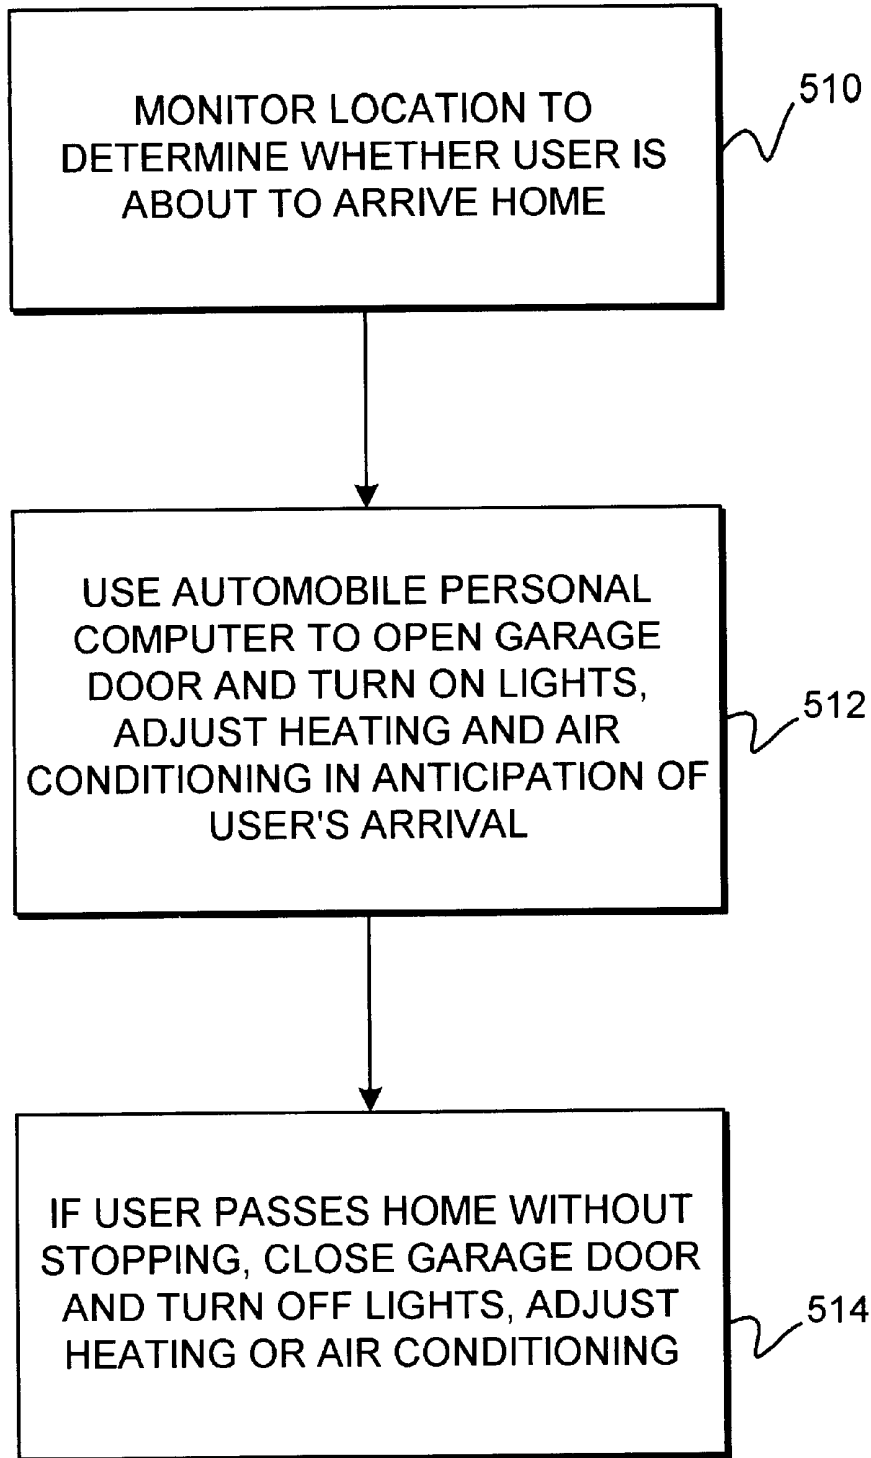 MONITOR LOCATION TO
DETERMINE WHETHER USER IS
ABOUT TO ARRIVE HOME
510
USE AUTOMOBILE PERSONAL
COMPUTER TO OPEN GARAGE
DOOR AND TURN ON LIGHTS,
ADJUST HEATING AND AIR
CONDITIONING IN ANTICIPATION OF
USER'S ARRIVAL
512
IF USER PASSES HOME WITHOUT
STOPPING, CLOSE GARAGE DOOR
AND TURN OFF LIGHTS, ADJUST
HEATING OR AIR CONDITIONING
514